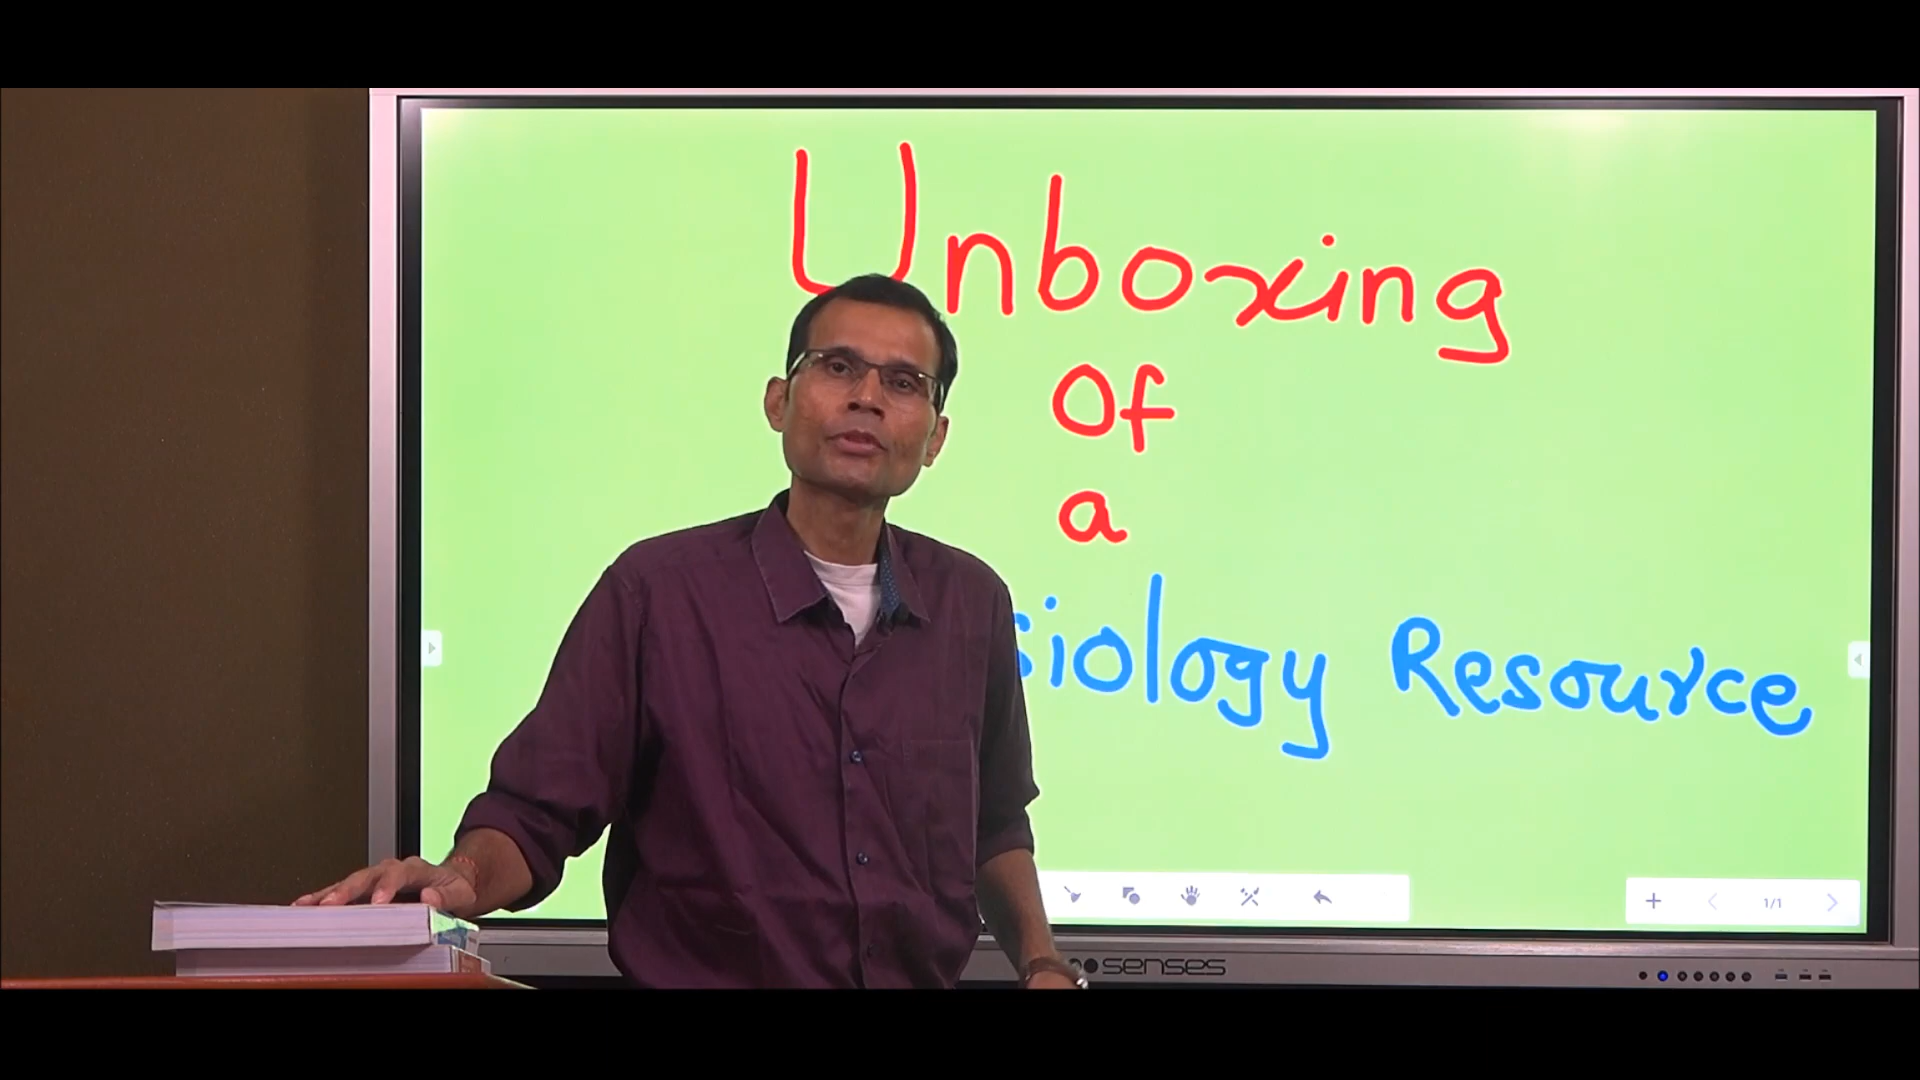 Unboxing
Of
a
siology Resource
1/1
senses